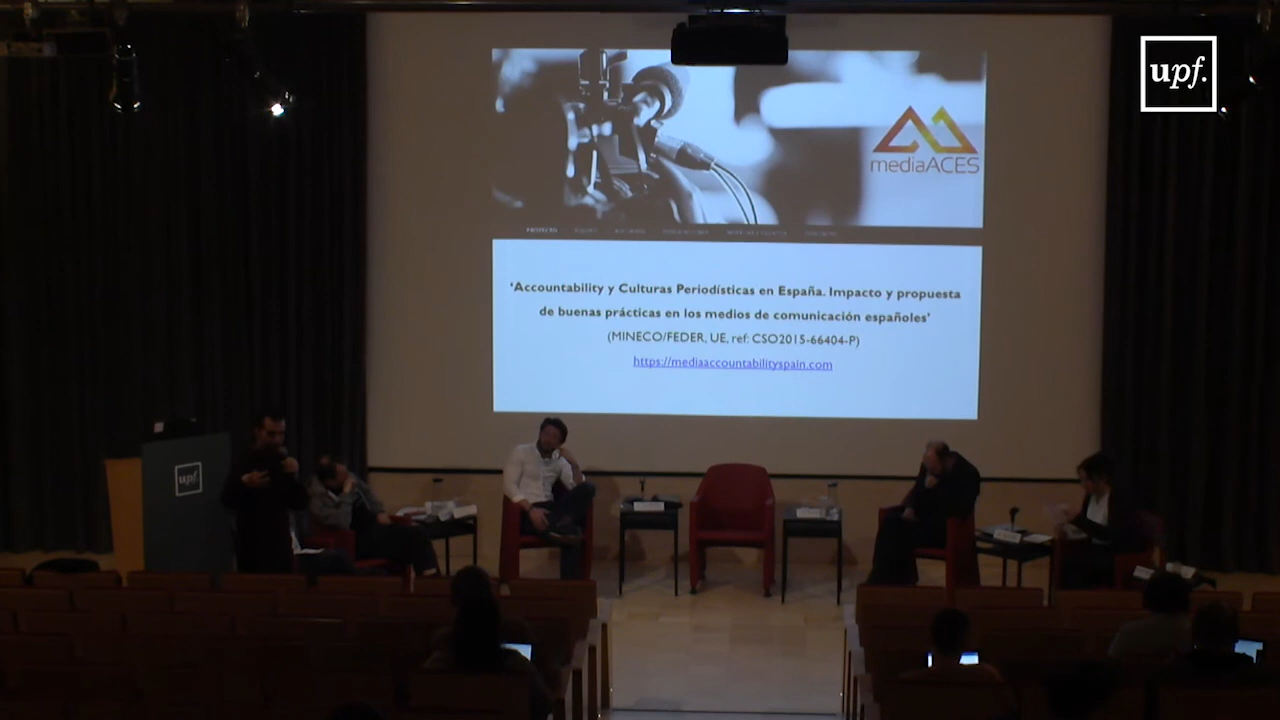 upf.
mediaACES
PROYECTO
'Accountability y Culturas Periodísticas en España. Impacto y propuesta
de buenas prácticas en los medios de comunicación españoles'
(MINECO/FEDER, UE, ref: CSO2015-66404-P)
https://mediaaccountabilityspain.com
upf.